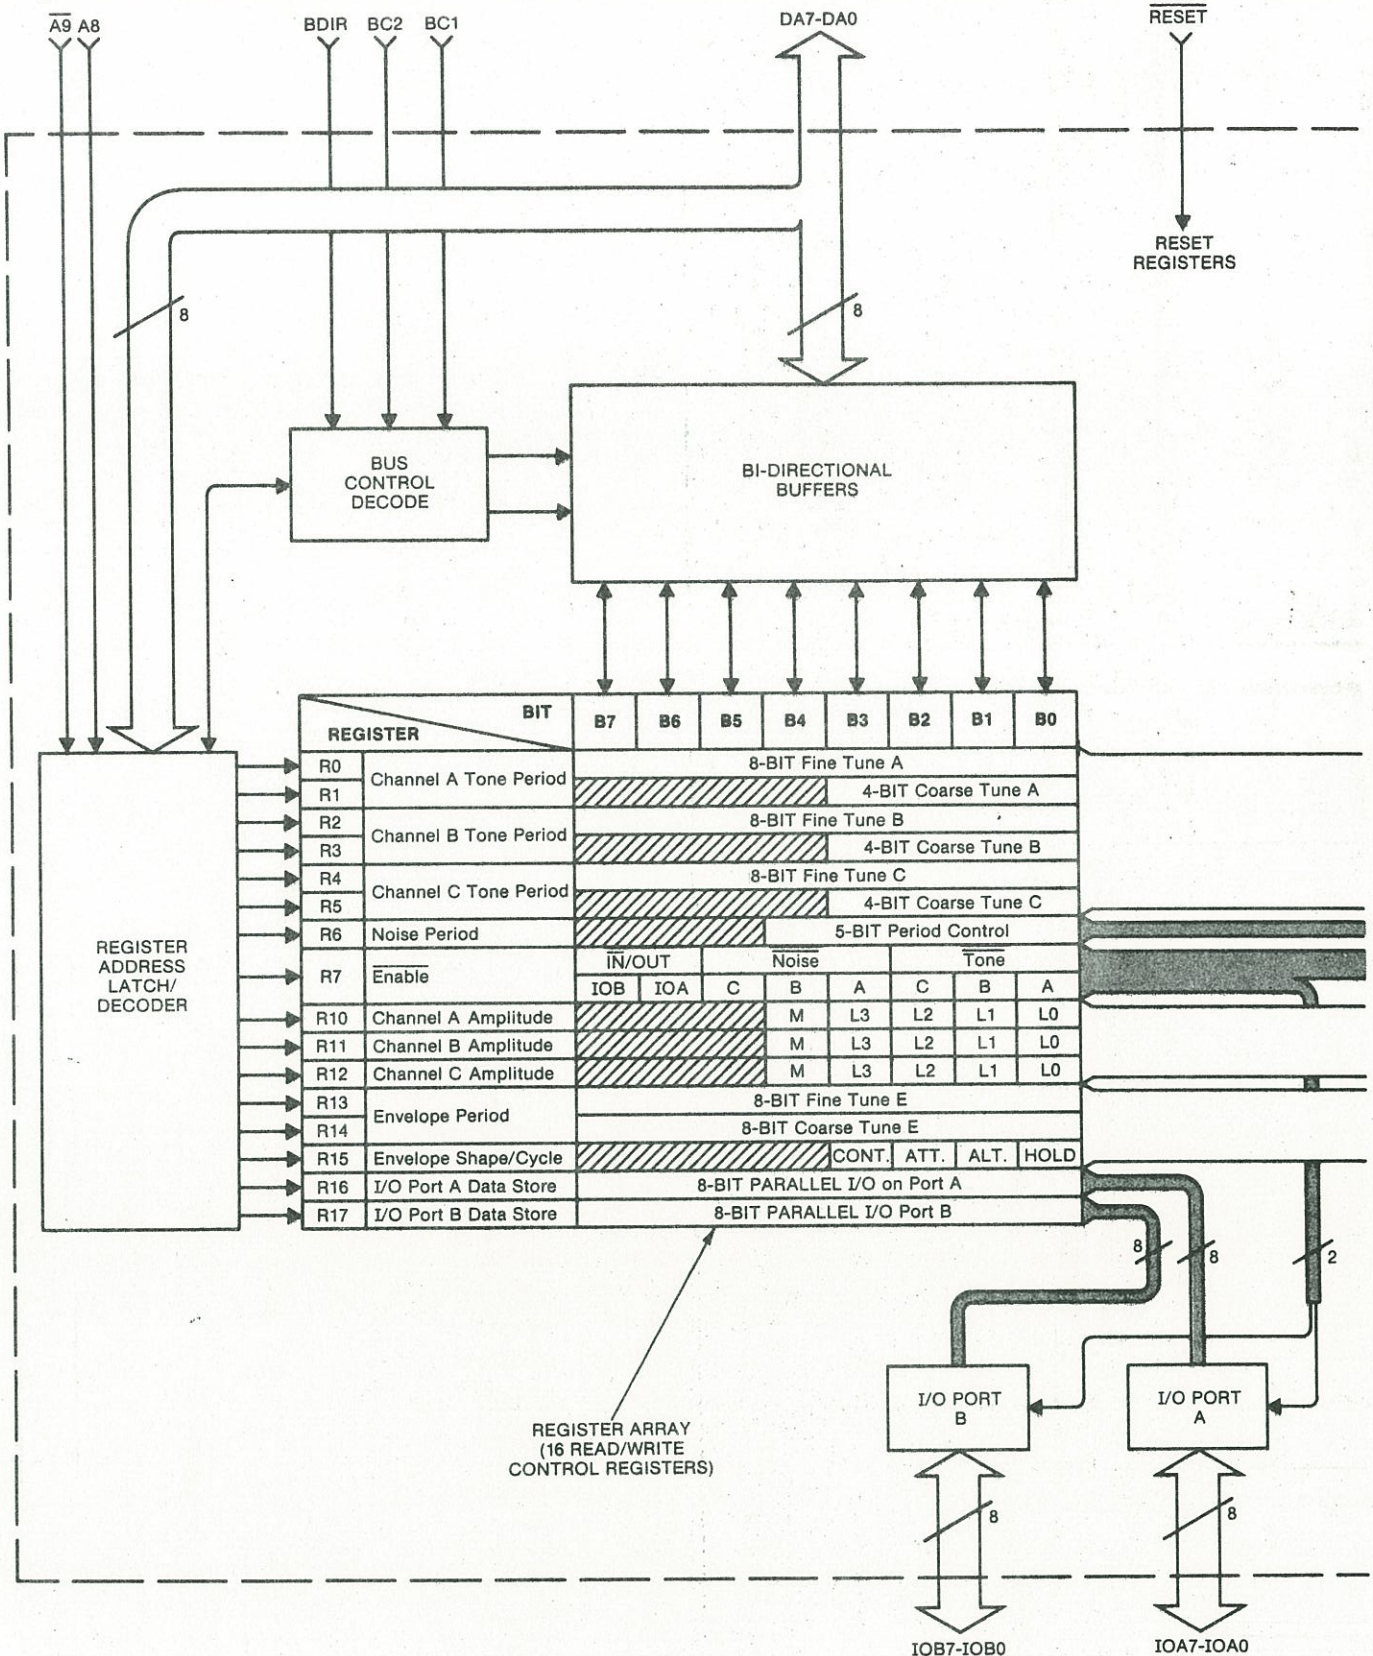 A9 A8 BDIR BC2 BC1 DA7-DA0 RESET
RESET
REGISTERS
8
8
BUS
CONTROL
DECODE
BI-DIRECTIONAL
BUFFERS
REGISTER BIT B7 B6 B5 B4 B3 B2 B1 B0
R0 Channel A Tone Period 8-BIT Fine Tune A
R1 4-BIT Coarse Tune A
R2 Channel B Tone Period 8-BIT Fine Tune B
R3 4-BIT Coarse Tune B
R4 Channel C Tone Period 8-BIT Fine Tune C
R5 4-BIT Coarse Tune C
R6 Noise Period 5-BIT Period Control
R7 Enable IN/OUT Noise Tone
IOB IOA C B A C B A
R10 Channel A Amplitude M L3 L2 L1 L0
R11 Channel B Amplitude M L3 L2 L1 L0
R12 Channel C Amplitude M L3 L2 L1 L0
R13 Envelope Period 8-BIT Fine Tune E
R14 8-BIT Coarse Tune E
R15 Envelope Shape/Cycle CONT. ATT. ALT. HOLD
R16 I/O Port A Data Store 8-BIT PARALLEL I/O on Port A
R17 I/O Port B Data Store 8-BIT PARALLEL I/O Port B
REGISTER
ADDRESS
LATCH/
DECODER
8 8 2
I/O PORT
B
I/O PORT
A
REGISTER ARRAY
(16 READ/WRITE
CONTROL REGISTERS)
8 8
IOB7-IOB0 IOA7-IOA0